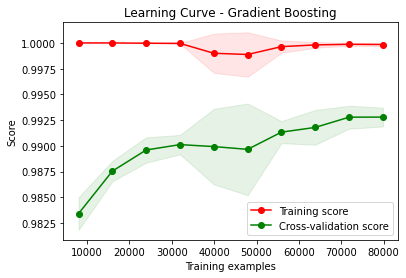 Learning Curve - Gradient Boosting
Score
1.0000
0.9975
0.9950
0.9925
0.9900
0.9875
0.9850
0.9825
Training score
Cross-validation score
10000 20000 30000 40000 50000 60000 70000 80000
Training examples